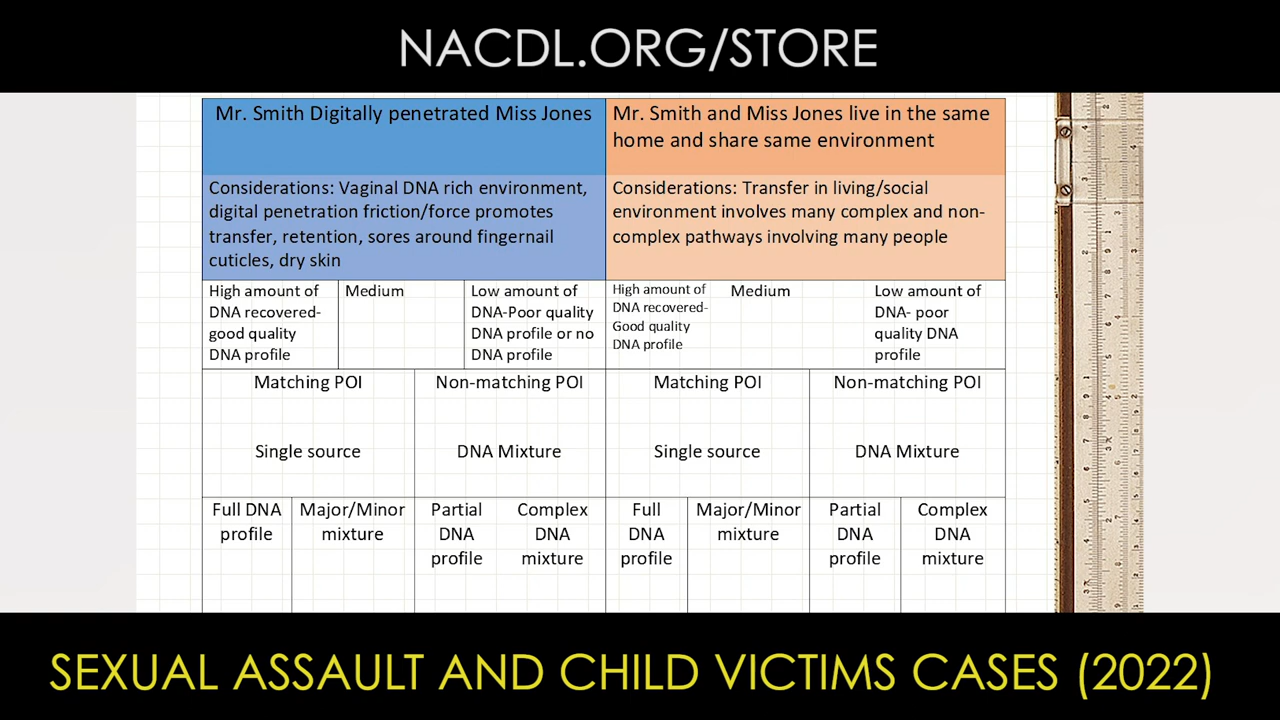 NACDL.ORG/STORE
Mr. Smith Digitally penetrated Miss Jones
Mr. Smith and Miss Jones live in the same
home and share same environment
Considerations: Vaginal DNA rich environment,
digital penetration friction/force promotes
transfer, retention, sores around fingernail
cuticles, dry skin
Considerations: Transfer in living/social
environment involves many complex and non-
complex pathways involving many people
High amount of
DNA recovered-
good quality
DNA profile
Medium
Low amount of
DNA-Poor quality
DNA profile or no
DNA profile
High amount of
DNA recovered-
Good quality
DNA profile
Medium
Low amount of
DNA- poor
quality DNA
profile
Matching POI
Non-matching POI
Matching POI
Non-matching POI
Single source
DNA Mixture
Single source
DNA Mixture
Full DNA
profile
Major/Minor
mixture
Partial
DNA
profile
Complex
DNA
mixture
Full
DNA
profile
Major/Minor
mixture
Partial
DNA
profile
Complex
DNA
mixture
SEXUAL ASSAULT AND CHILD VICTIMS CASES (2022)